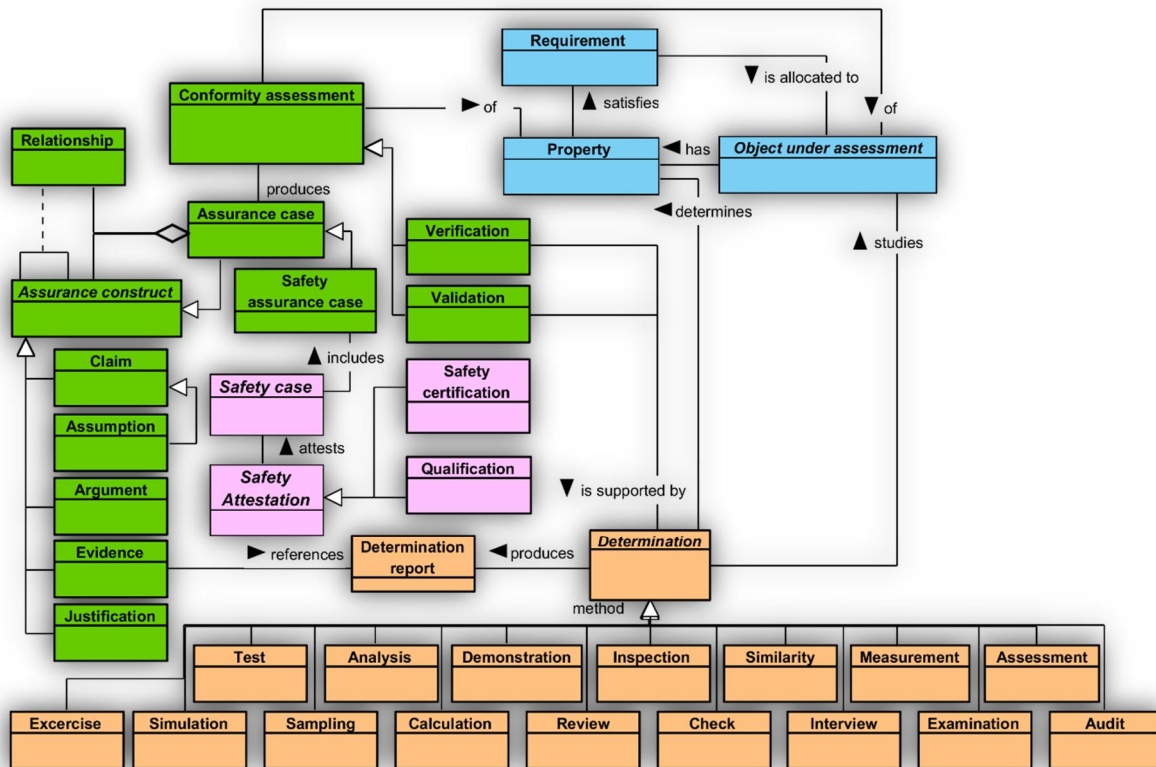 Requirement
▼ is allocated to
Conformity assessment
► of
▲ satisfies
▼ of
Relationship
Property
◄ has
Object under assessment
produces
Assurance case
◄ determines
Verification
▲ studies
Safety
assurance case
Assurance construct
Validation
▲ includes
Claim
Safety case
Safety
certification
Assumption
▲ attests
Safety
Attestation
Qualification
Argument
▼ is supported by
Evidence
► references
Determination
report
◄ produces
Determination
method
Justification
Test
Analysis
Demonstration
Inspection
Similarity
Measurement
Assessment
Excercise
Simulation
Sampling
Calculation
Review
Check
Interview
Examination
Audit